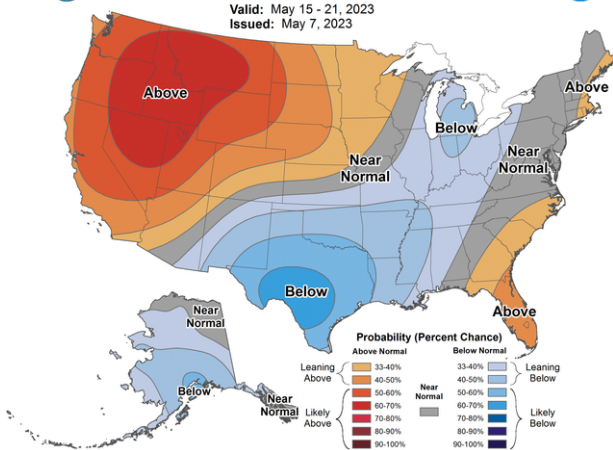 Valid: May 15 - 21, 2023
Issued: May 7, 2023
Above
Above
Below
Near
Normal
Near
Normal
Below
Above
Near
Normal
Below
Near
Normal
Probability (Percent Chance)
Above Normal
Below Normal
Leaning
Above
33-40%
40-50%
Likely
Above
50-60%
60-70%
70-80%
80-90%
90-100%
Near
Normal
33-40%
40-50%
Leaning
Below
50-60%
60-70%
70-80%
80-90%
90-100%
Likely
Below